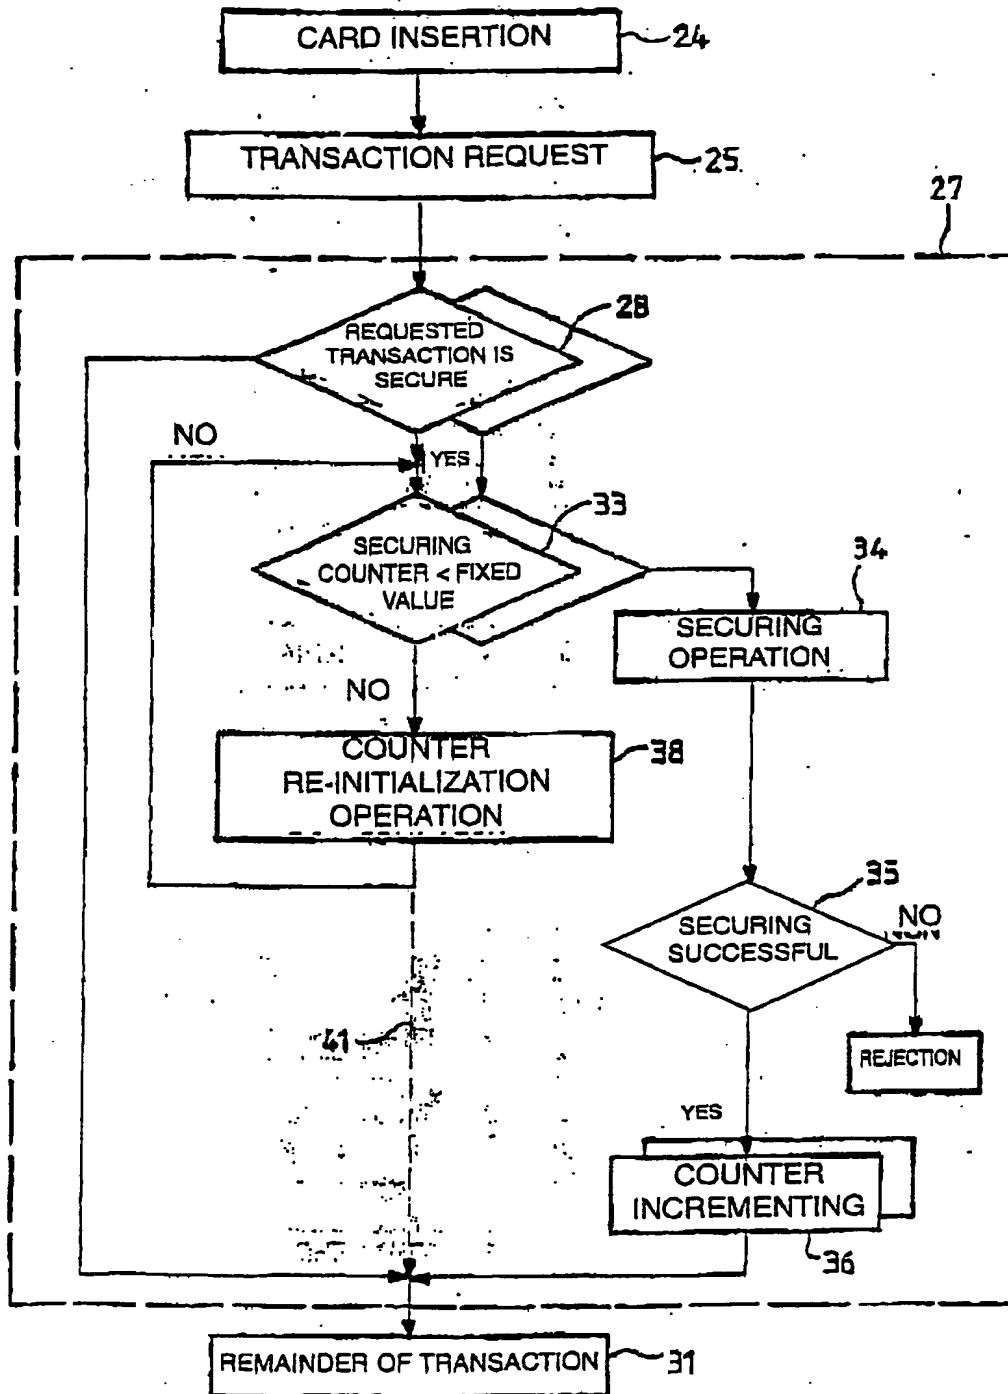 CARD INSERTION
24
TRANSACTION REQUEST
25
27
REQUESTED
TRANSACTION IS
SECURE
28
NO
YES
SECURING
COUNTER < FIXED
VALUE
33
34
SECURING
OPERATION
NO
COUNTER
RE-INITIALIZATION
OPERATION
38
35
SECURING
SUCCESSFUL
NO
41
REJECTION
YES
COUNTER
INCREMENTING
36
REMAINDER OF TRANSACTION
31